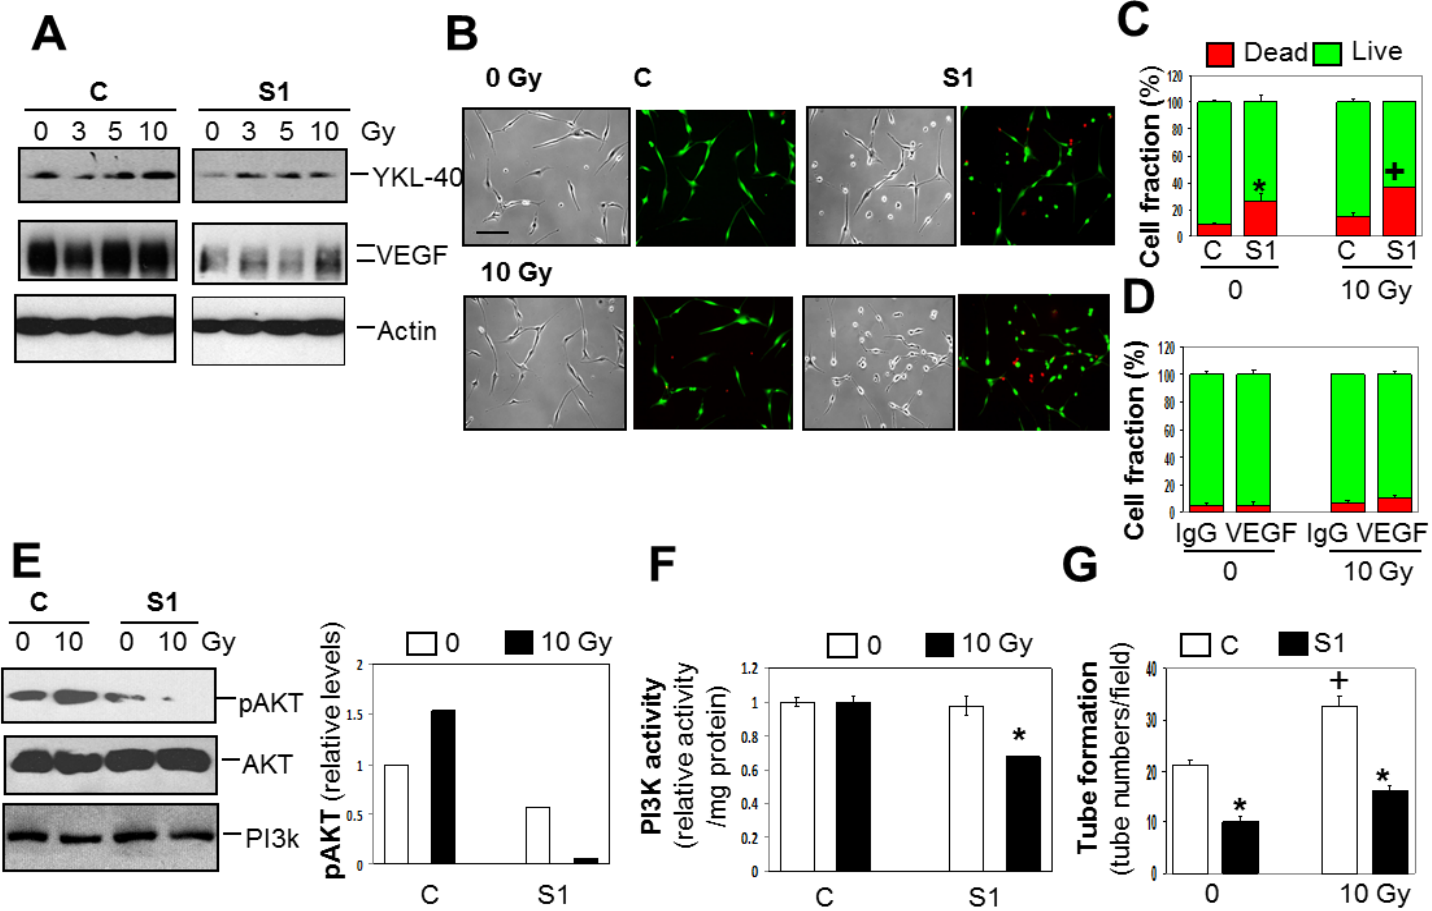 A
C S1
0 3 5 10 0 3 5 10 Gy
YKL-40
VEGF
Actin
B
0 Gy C S1
10 Gy
C
Dead Live
Cell fraction (%)
120
100
80
60
40
20
0
*
+
C S1 C S1
0 10 Gy
D
Cell fraction (%)
120
100
80
60
40
20
0
IgG VEGF IgG VEGF
0 10 Gy
E
C S1
0 10 0 10 Gy
pAKT
AKT
PI3k
0 10 Gy
pAKT (relative levels)
2
1.5
1
0.5
0
C S1
F
0 10 Gy
PI3K activity
(relative activity
/mg protein)
1.2
1
0.8
0.6
0.4
0.2
0
*
C S1
G
C S1
Tube formation
(tube numbers/field)
40
30
20
10
0
*
+
*
0 10 Gy